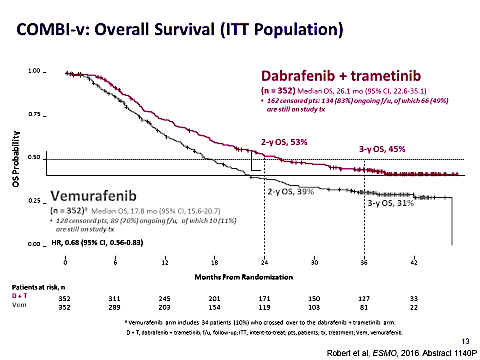 COMBI-v: Overall Survival (ITT Population)
Dabrafenib + trametinib
(n = 352) Median OS, 26.1 mo (95% CI, 22.6-35.1)
• 162 censored pts: 134 (83%) ongoing f/u, of which 66 (49%)
are still on study tx
1.00
0.75
0.50
0.25
0.00
OS Probability
2-y OS, 53%
3-y OS, 45%
2-y OS, 39%
3-y OS, 31%
Vemurafenib
(n = 352)ª Median OS, 17.8 mo (95% CI, 15.6-20.7)
• 128 censored pts, 89 (70%) ongoing f/u, of which 10 (11%)
are still on study tx
HR, 0.68 (95% CI, 0.56-0.83)
0 6 12 18 24 30 36 42
Months From Randomization
Patients at risk, n
D + T 352 311 245 201 171 150 127 33
Vem 352 289 203 154 119 103 81 22
ª Vemurafenib arm includes 34 patients (10%) who crossed over to the dabrafenib + trametinib arm.
D + T, dabrafenib + trametinib; f/u, follow-up; ITT, intent-to-treat; pts, patients; tx, treatment; Vem, vemurafenib.
13
Robert et al, ESMO, 2016. Abstract 1140P